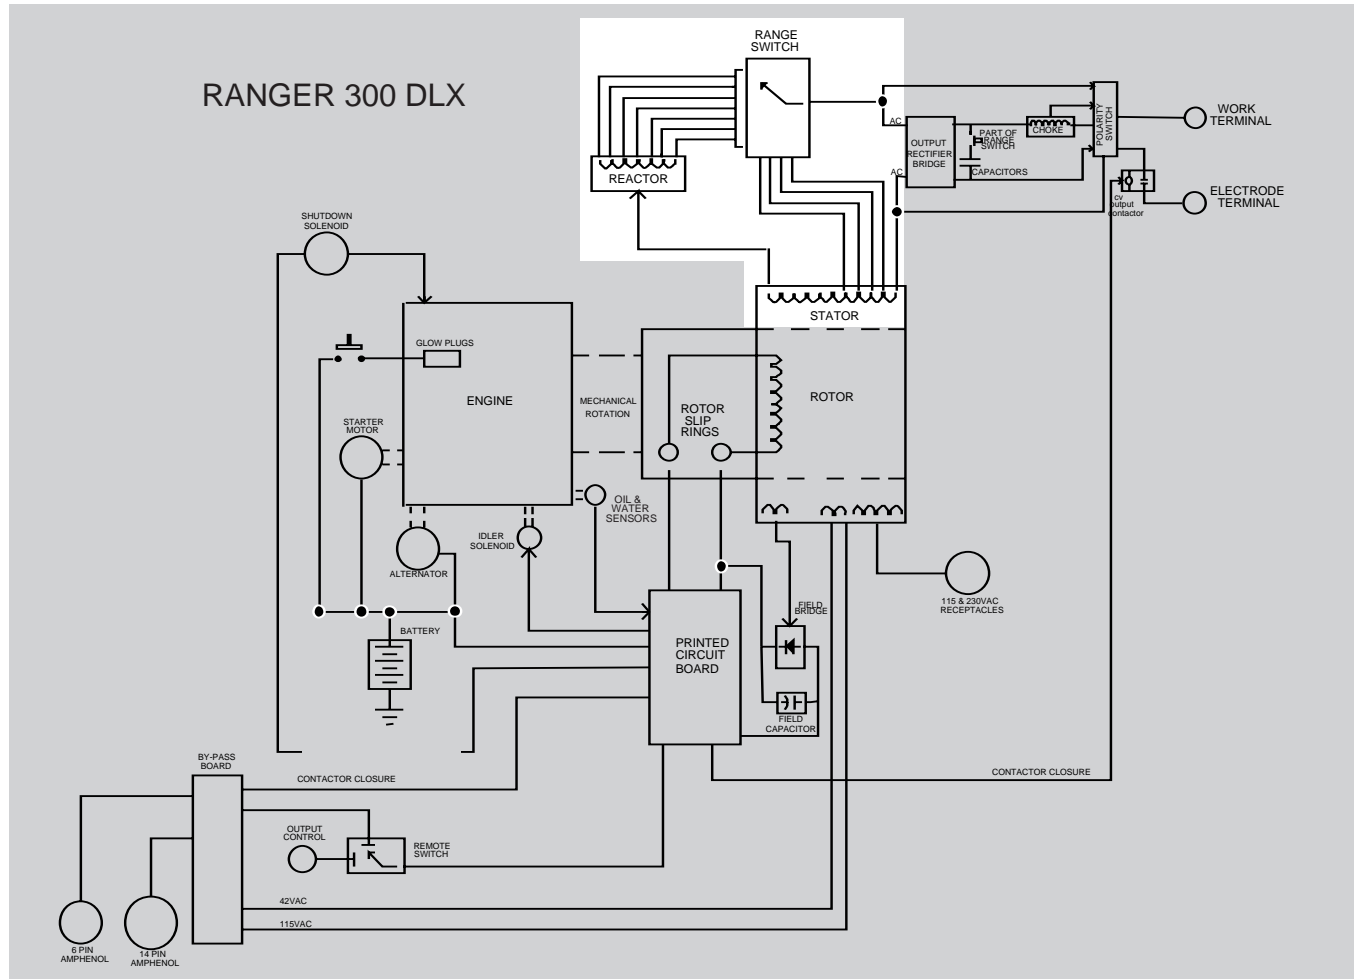 RANGE
SWITCH
RANGER 300 DLX
WORK
TERMINAL
POLARITY
SWITCH
CHOKE
AC
PART OF
RANGE
SWITCH
OUTPUT
RECTIFIER
BRIDGE
CAPACITORS
AC
REACTOR
ELECTRODE
TERMINAL
cv
output
contactor
SHUTDOWN
SOLENOID
STATOR
GLOW PLUGS
ENGINE
MECHANICAL
ROTATION
ROTOR
ROTOR
SLIP
RINGS
STARTER
MOTOR
OIL &
WATER
SENSORS
IDLER
SOLENOID
ALTERNATOR
115 & 230VAC
RECEPTACLES
FIELD
BRIDGE
BATTERY
PRINTED
CIRCUIT
BOARD
FIELD
CAPACITOR
BY-PASS
BOARD
CONTACTOR CLOSURE
CONTACTOR CLOSURE
OUTPUT
CONTROL
REMOTE
SWITCH
42VAC
115VAC
6 PIN
AMPHENOL
14 PIN
AMPHENOL